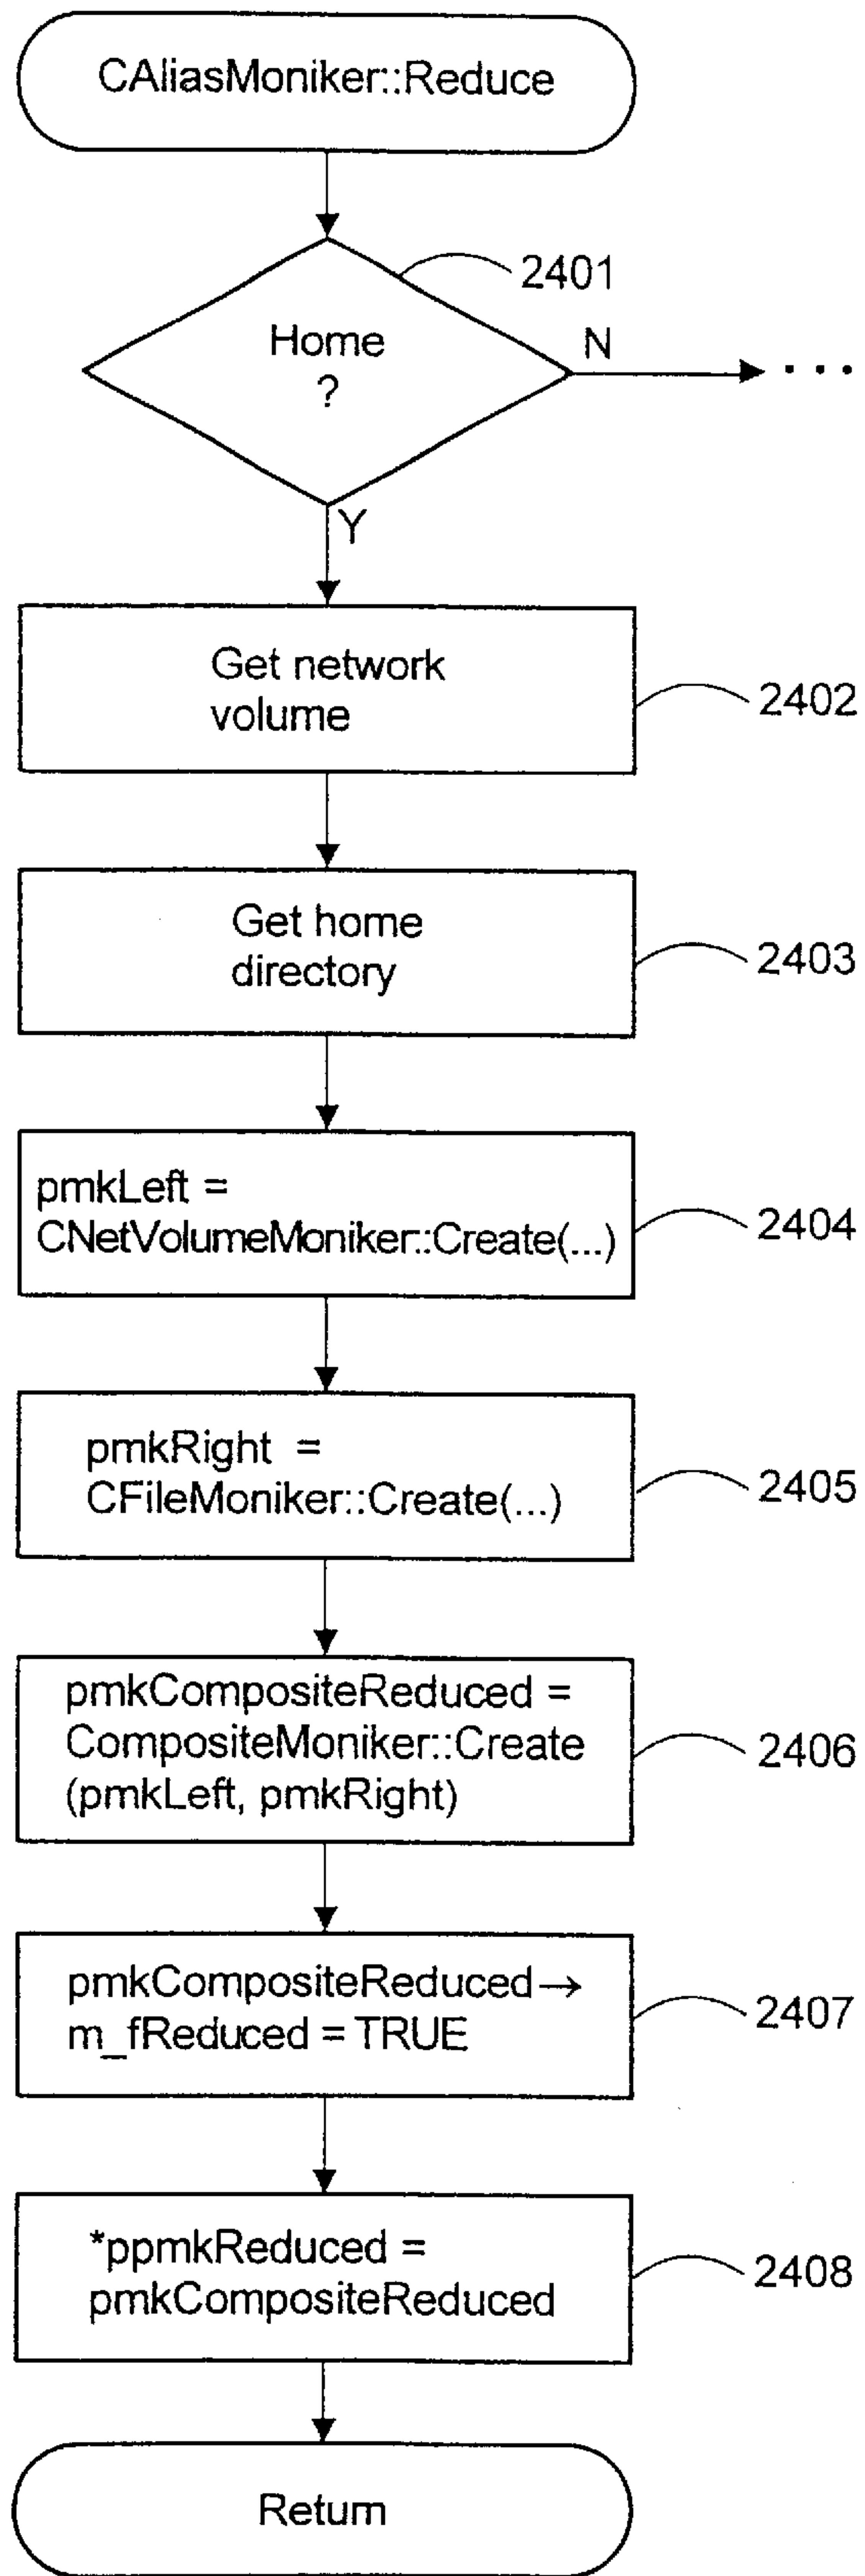 CAliasMoniker::Reduce
2401
Home
?
N
. . .
Y
Get network
volume
2402
Get home
directory
2403
pmkLeft =
CNetVolumeMoniker::Create(...)
2404
pmkRight =
CFileMoniker::Create(...)
2405
pmkCompositeReduced =
CompositeMoniker::Create
(pmkLeft, pmkRight)
2406
pmkCompositeReduced→
m_fReduced = TRUE
2407
*ppmkReduced =
pmkCompositeReduced
2408
Return